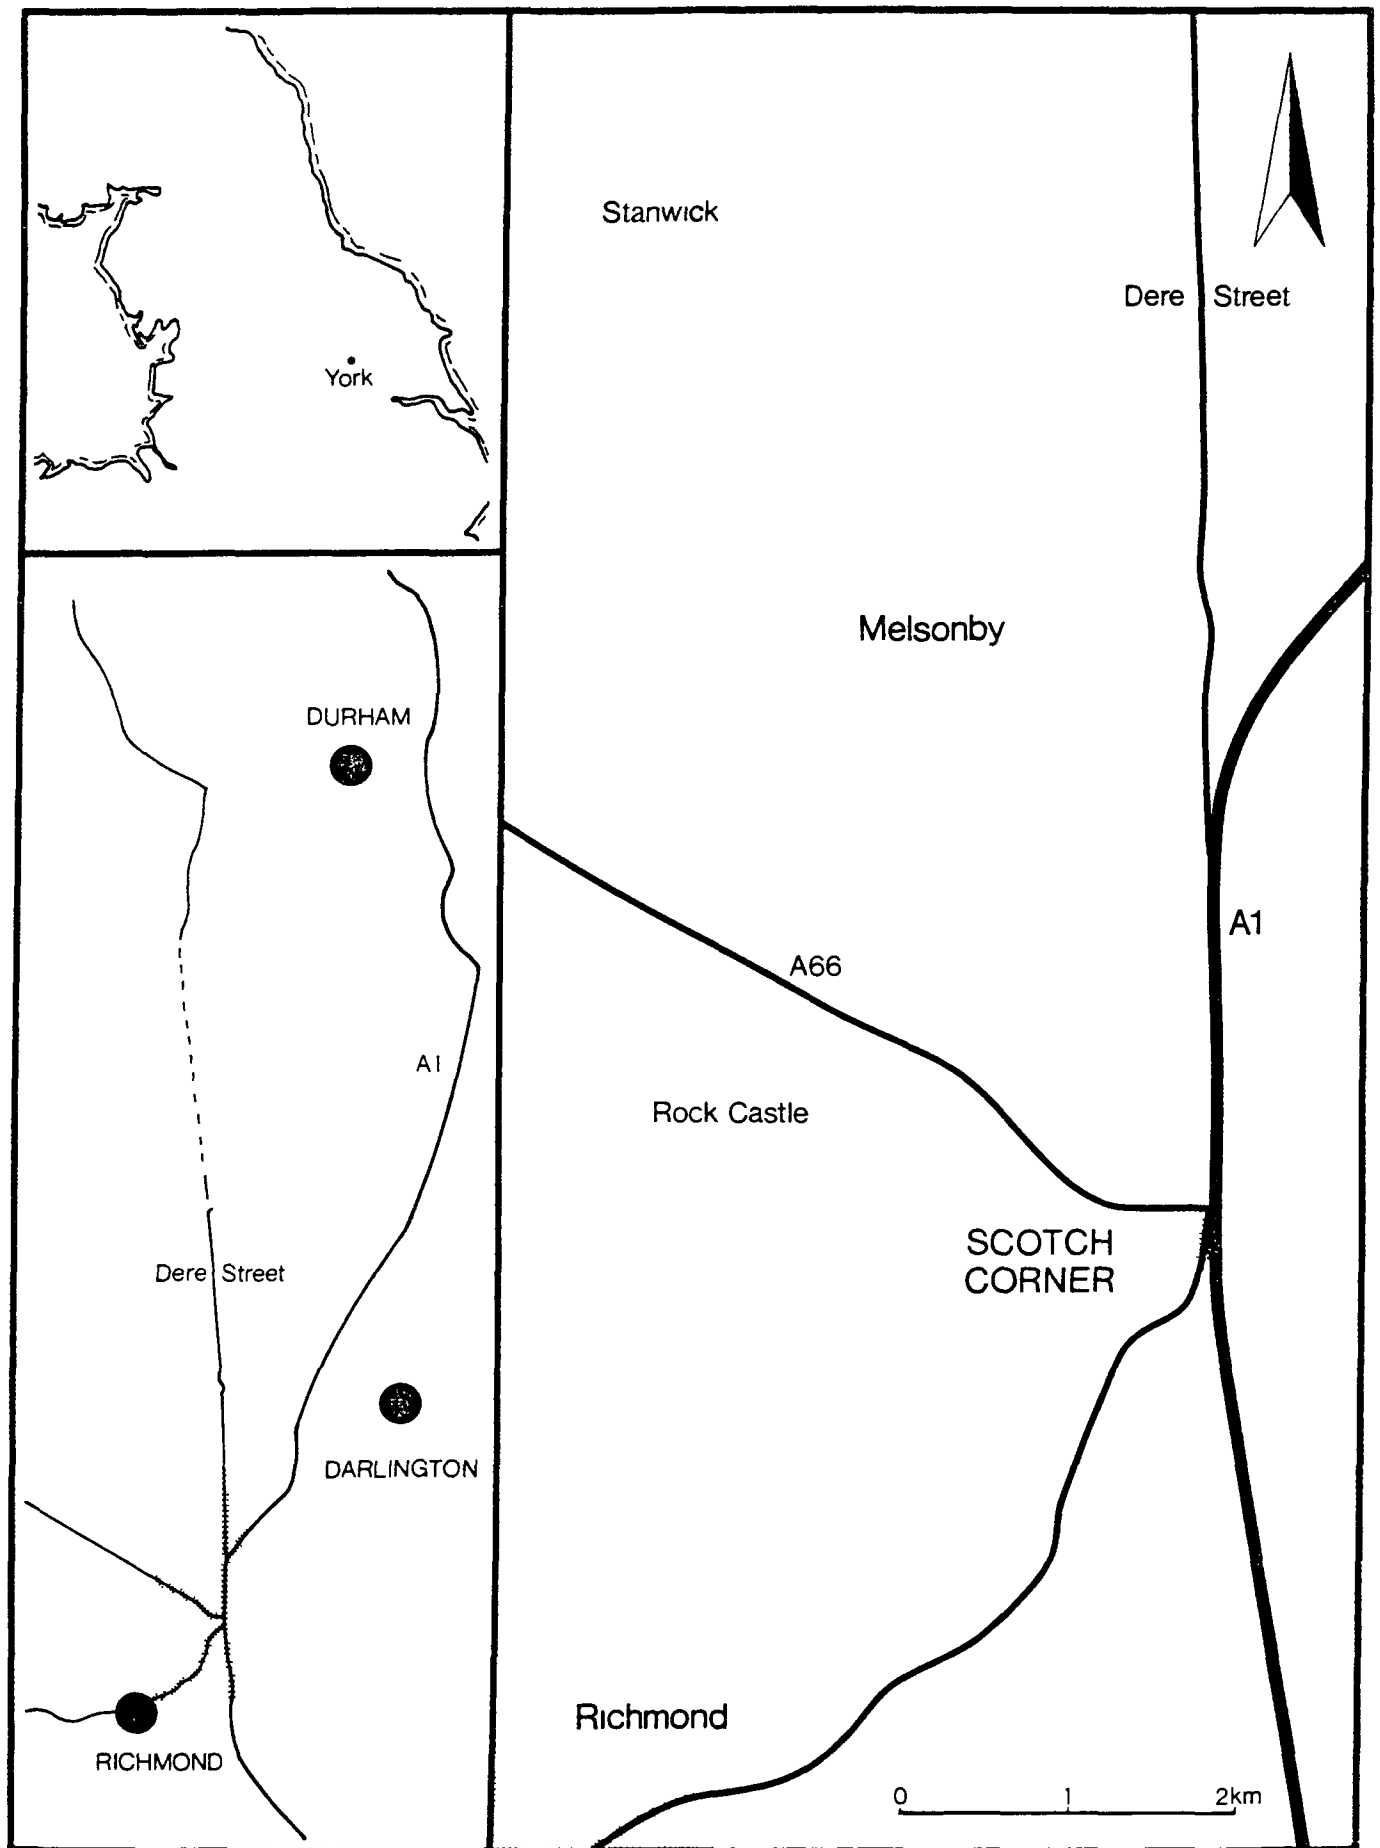 York
DURHAM
A1
Dere Street
DARLINGTON
RICHMOND
Stanwick
Dere Street
Melsonby
A1
A66
Rock Castle
SCOTCH
CORNER
Richmond
0 1 2km